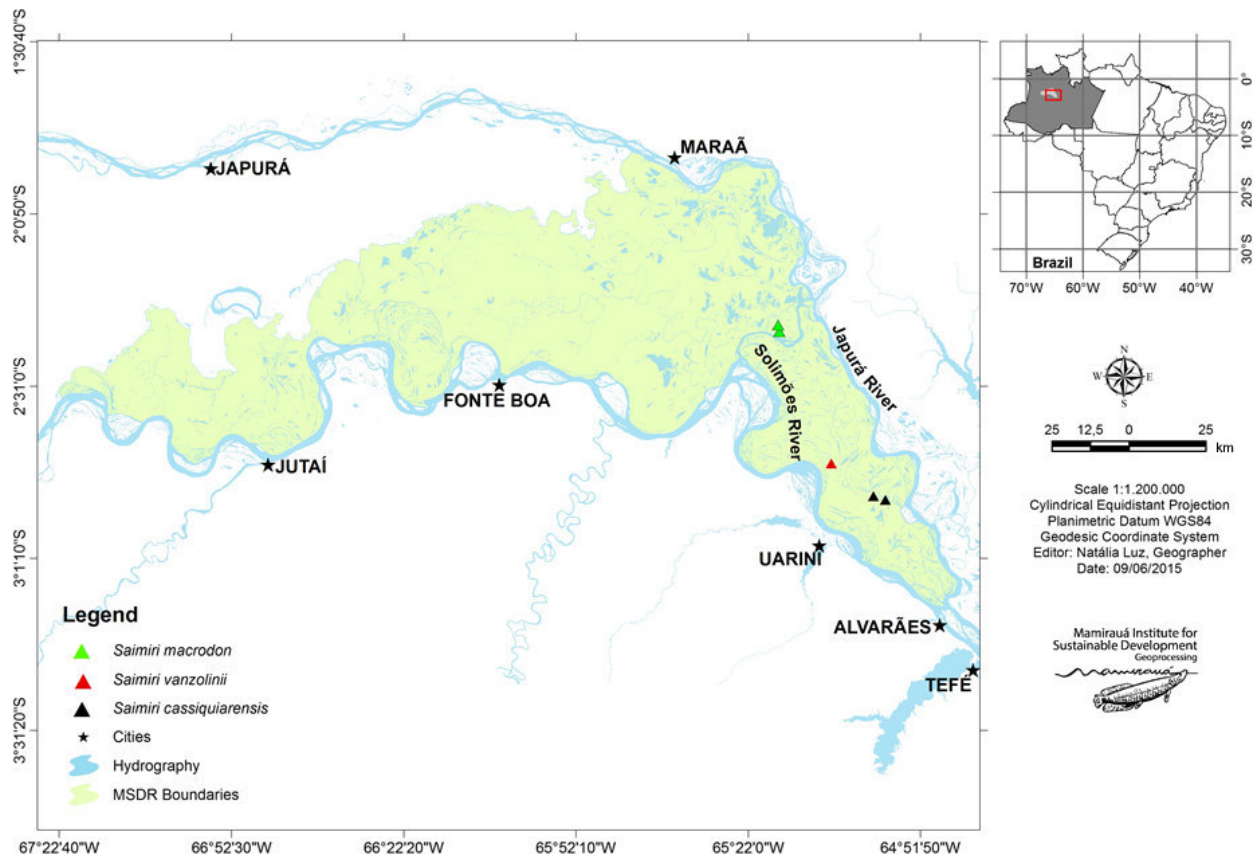 1°30'40"S
2°0'50"S
2°31'0"S
3°1'10"S
3°31'20"S
JAPURÁ
MARAÃ
Japurá River
Solimões River
FONTE BOA
JUTAÍ
UARINI
ALVARÃES
TEFÉ
Legend
Saimiri macrodon
Saimiri vanzolinii
Saimiri cassiquiarensis
Cities
Hydrography
MSDR Boundaries
67°22'40"W
66°52'30"W
66°22'20"W
65°52'10"W
65°22'0"W
64°51'50"W
0°
10°S
20°S
30°S
Brazil
70°W 60°W 50°W 40°W
N
W E
S
25 12,5 0 25
km
Scale 1:1.200.000
Cylindrical Equidistant Projection
Planimetric Datum WGS84
Geodesic Coordinate System
Editor: Natália Luz, Geographer
Date: 09/06/2015
Mamirauá Institute for
Sustainable Development
Geoprocessing
mamirauá